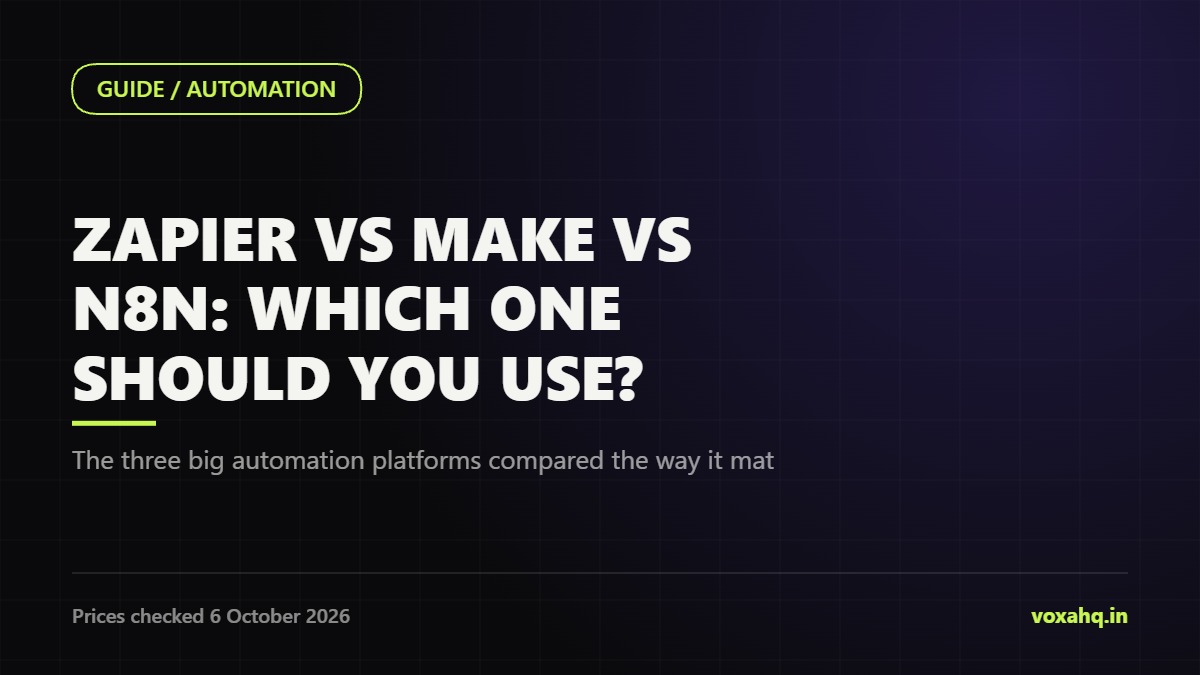 GUIDE / AUTOMATION
ZAPIER VS MAKE VS
N8N: WHICH ONE
SHOULD YOU USE?
The three big automation platforms compared the way it mat
Prices checked 6 October 2026
voxahq.in